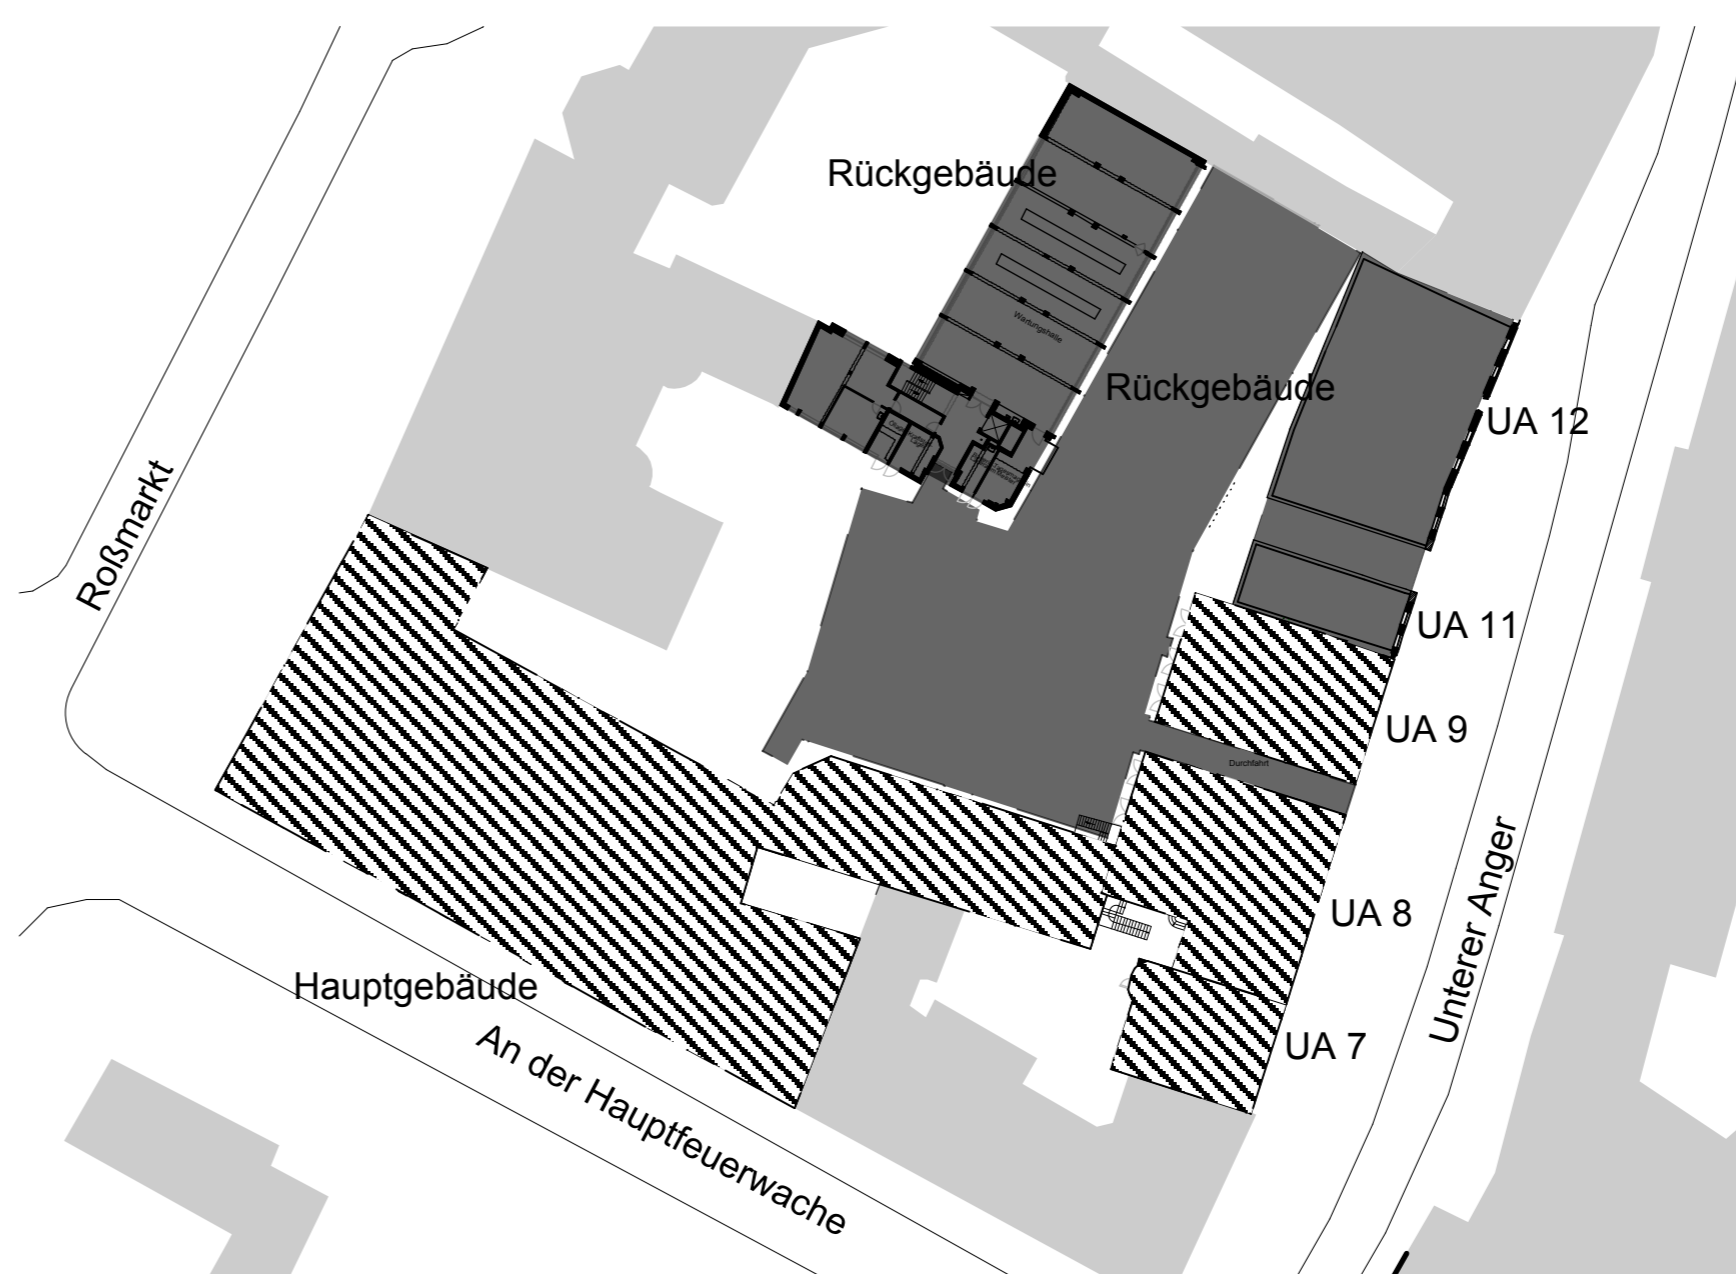 Rückgebäude
Wartungshalle
Rückgebäude
UA 12
Roßmarkt
UA 11
UA 9
Durchfahrt
UA 8
Unterer Anger
Hauptgebäude
UA 7
An der Hauptfeuerwache